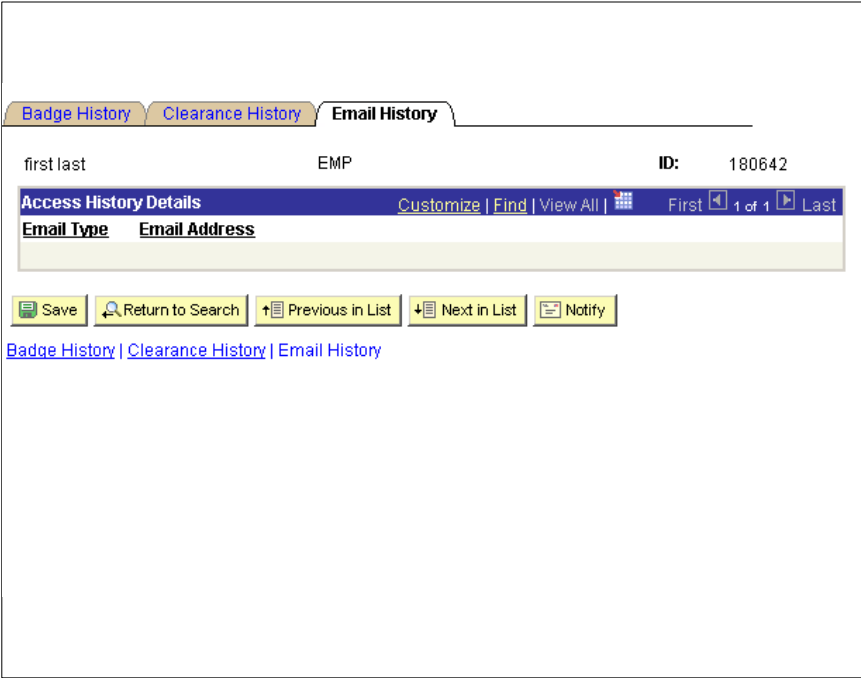 Badge History Clearance History Email History
first last EMP ID: 180642
Access History Details Customize | Find | View All | First 1 of 1 Last
Email Type Email Address
Save Return to Search Previous in List Next in List Notify
Badge History | Clearance History | Email History